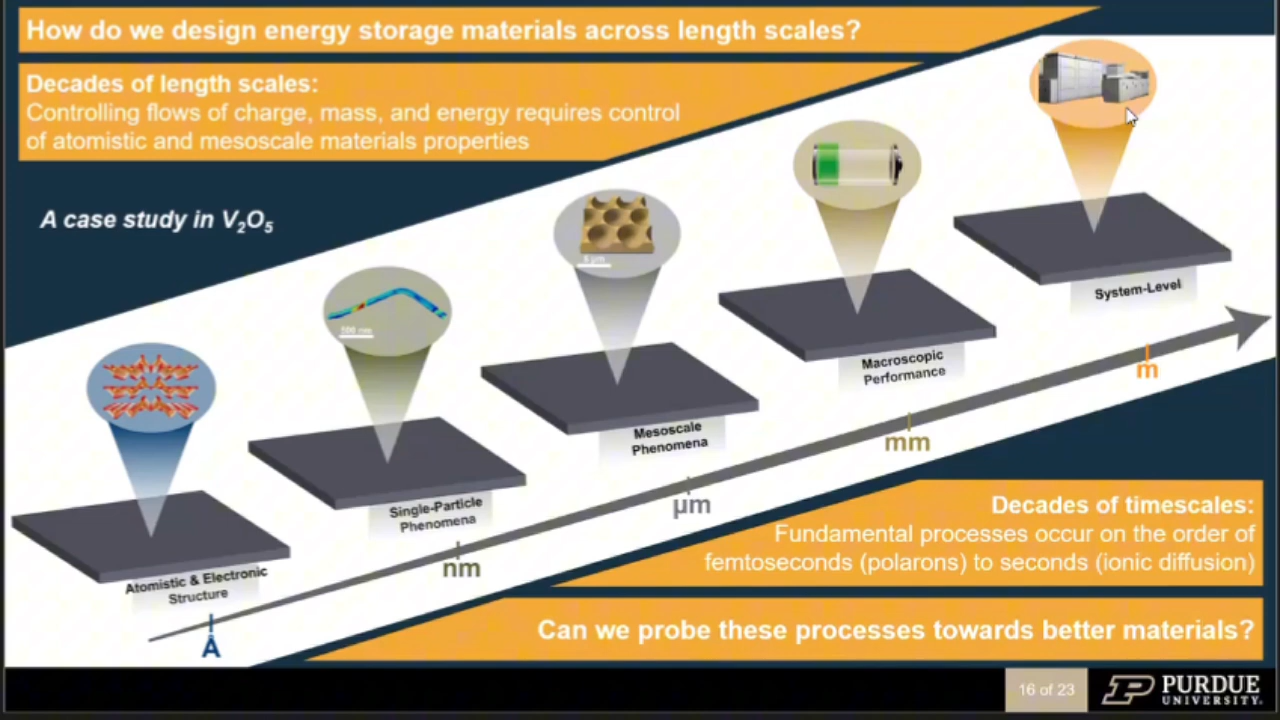 How do we design energy storage materials across length scales?
Decades of length scales:
Controlling flows of charge, mass, and energy requires control
of atomistic and mesoscale materials properties
A case study in V₂O₅
5 µm
500 nm
System-Level
Macroscopic
Performance
Mesoscale
Phenomena
Single-Particle
Phenomena
Atomistic & Electronic
Structure
m
mm
µm
nm
Å
Decades of timescales:
Fundamental processes occur on the order of
femtoseconds (polarons) to seconds (ionic diffusion)
Can we probe these processes towards better materials?
16 of 23
PURDUE
UNIVERSITY.